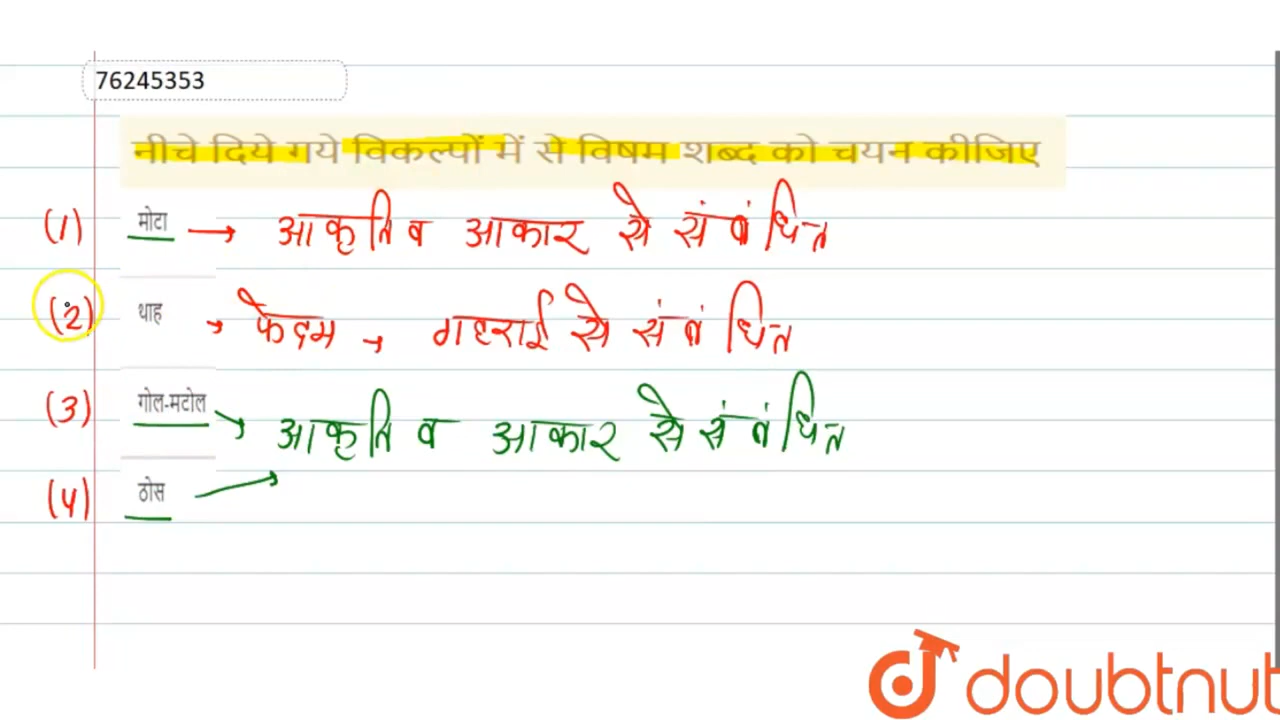 76245353
नीचे दिये गये विकल्पों में से विषम शब्द को चयन कीजिए
(1) मोटा → आकृति व आकार से संबंधित
(2) थाह → फेदम → गहराई से संबंधित
(3) गोल-मटोल → आकृति व आकार से संबंधित
(4) ठोस →
doubtnut